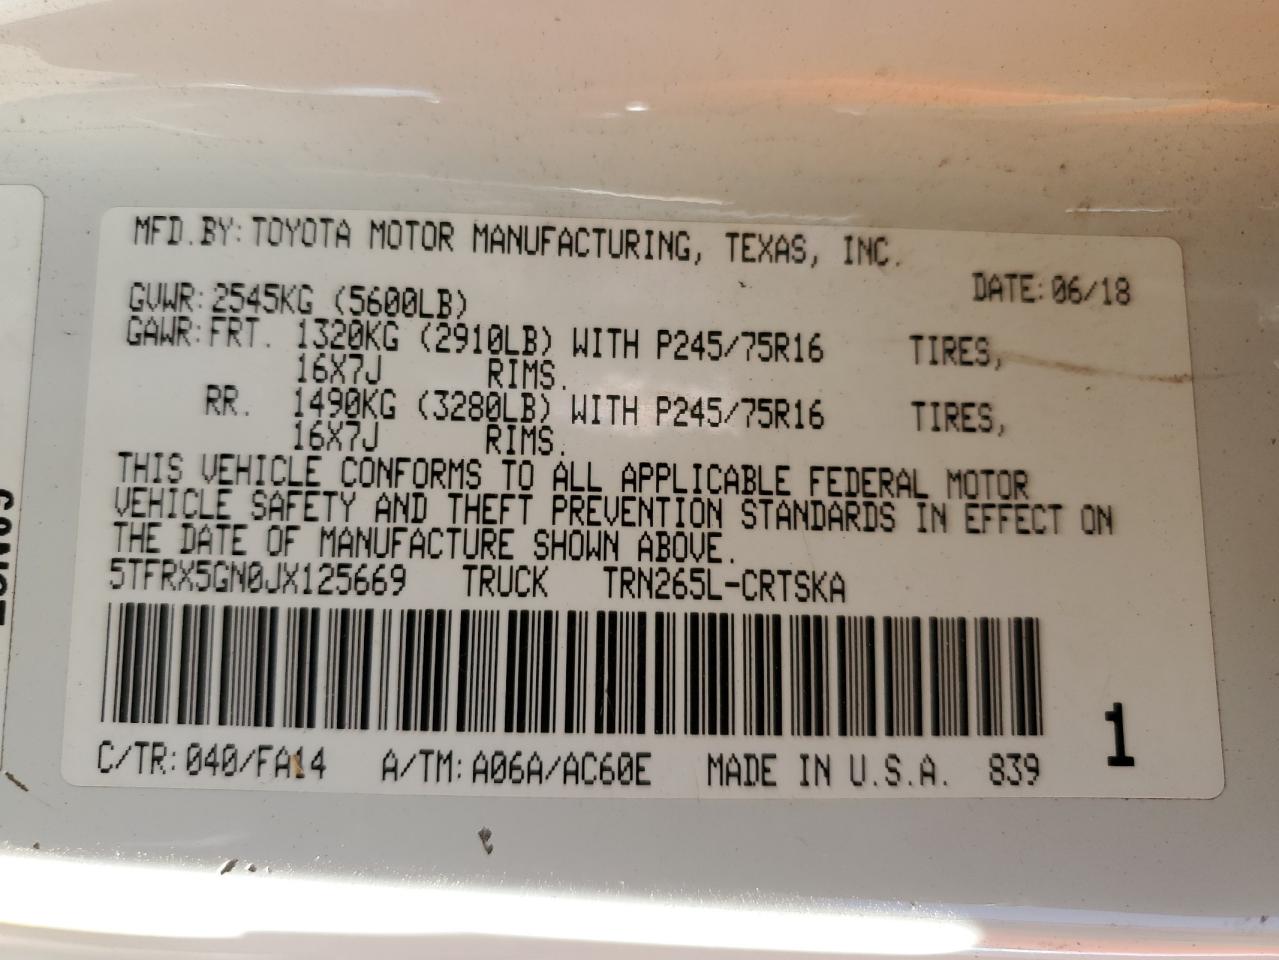 MFD.BY: TOYOTA MOTOR MANUFACTURING, TEXAS, INC.
DATE: 06/18
GVWR: 2545KG (5600LB)
GAWR: FRT. 1320KG (2910LB) WITH P245/75R16 TIRES,
16X7J RIMS.
RR. 1490KG (3280LB) WITH P245/75R16 TIRES,
16X7J RIMS.
THIS VEHICLE CONFORMS TO ALL APPLICABLE FEDERAL MOTOR
VEHICLE SAFETY AND THEFT PREVENTION STANDARDS IN EFFECT ON
THE DATE OF MANUFACTURE SHOWN ABOVE.
5TFRX5GN0JX125669 TRUCK TRN265L-CRTSKA
C/TR: 040/FA14 A/TM: A06A/AC60E MADE IN U.S.A. 839
1